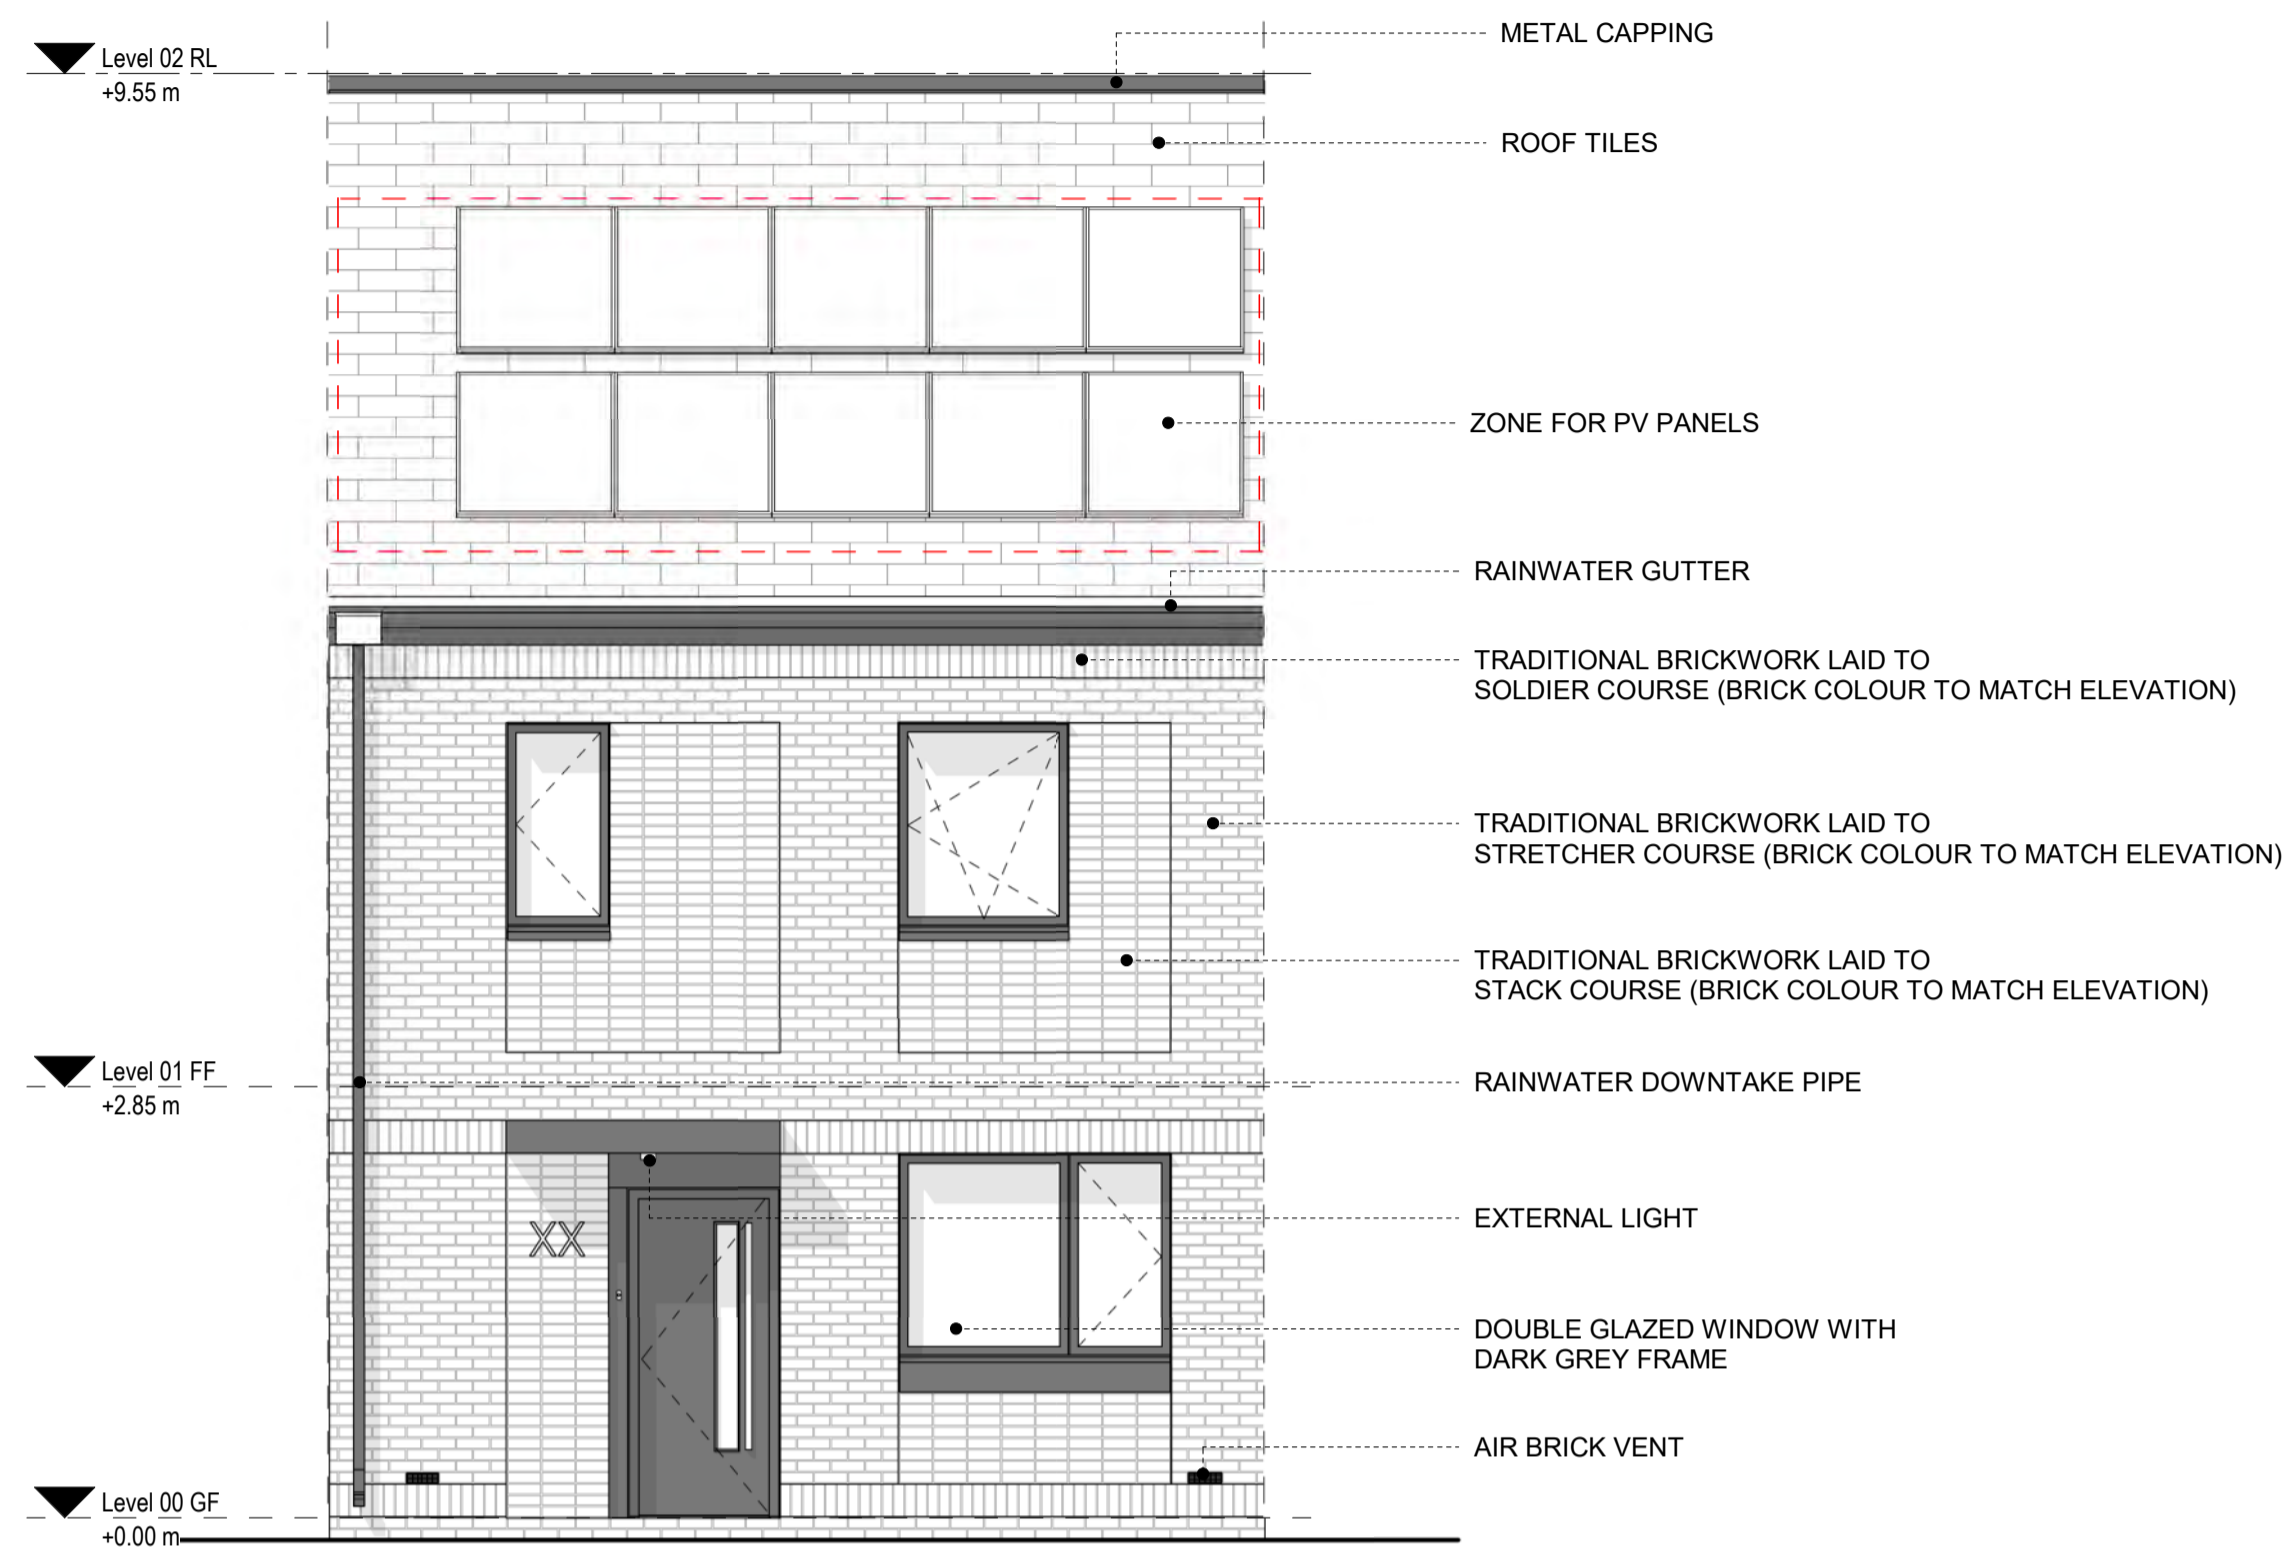 METAL CAPPING
Level 02 RL
+9.55 m
ROOF TILES
ZONE FOR PV PANELS
RAINWATER GUTTER
TRADITIONAL BRICKWORK LAID TO
SOLDIER COURSE (BRICK COLOUR TO MATCH ELEVATION)
TRADITIONAL BRICKWORK LAID TO
STRETCHER COURSE (BRICK COLOUR TO MATCH ELEVATION)
TRADITIONAL BRICKWORK LAID TO
STACK COURSE (BRICK COLOUR TO MATCH ELEVATION)
Level 01 FF
+2.85 m
RAINWATER DOWNTAKE PIPE
EXTERNAL LIGHT
XX
DOUBLE GLAZED WINDOW WITH
DARK GREY FRAME
AIR BRICK VENT
Level 00 GF
+0.00 m